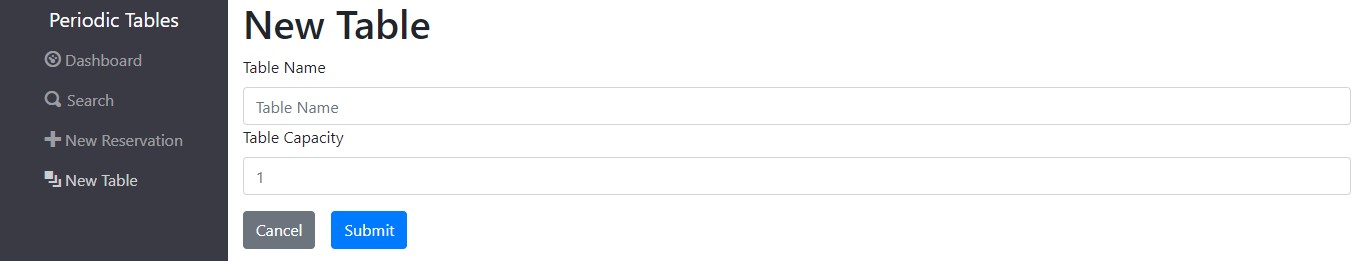 Periodic Tables
Dashboard
Search
New Reservation
New Table
New Table
Table Name
Table Name
Table Capacity
1
Cancel Submit